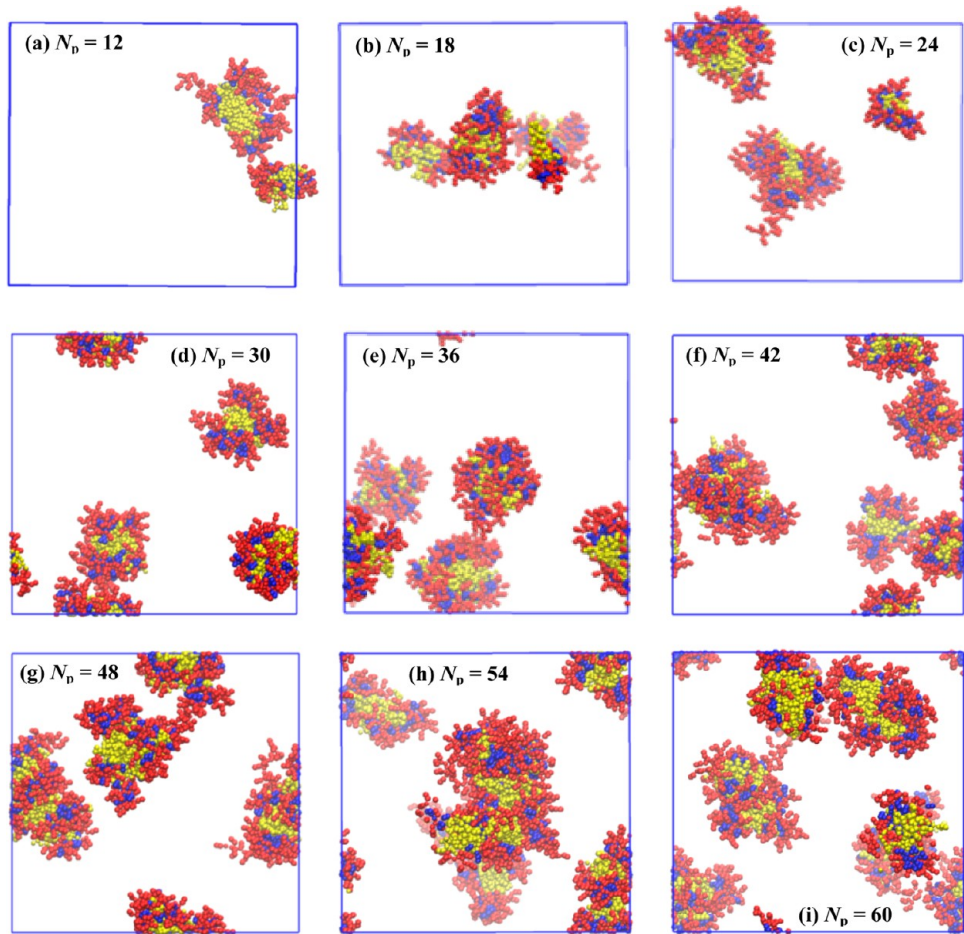 (a) Np = 12
(b) Np = 18
(c) Np = 24
(d) Np = 30
(e) Np = 36
(f) Np = 42
(g) Np = 48
(h) Np = 54
(i) Np = 60